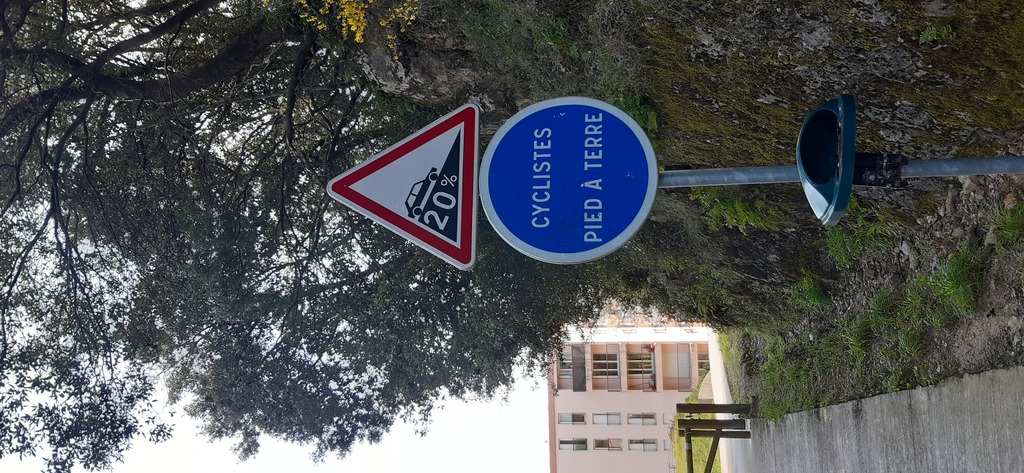 20%
CYCLISTES
PIED À TERRE